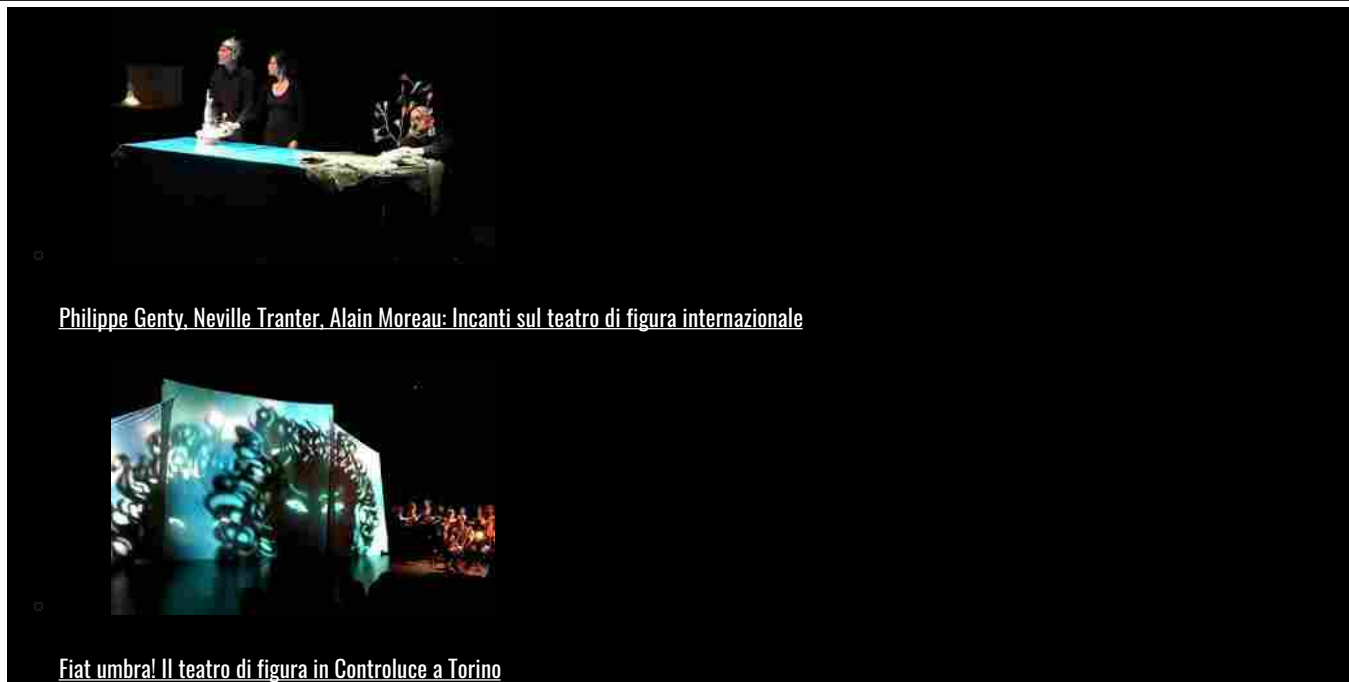 Philippe Genty, Neville Tranter, Alain Moreau: Incanti sul teatro di figura internazionale
Fiat umbra! Il teatro di figura in Controluce a Torino